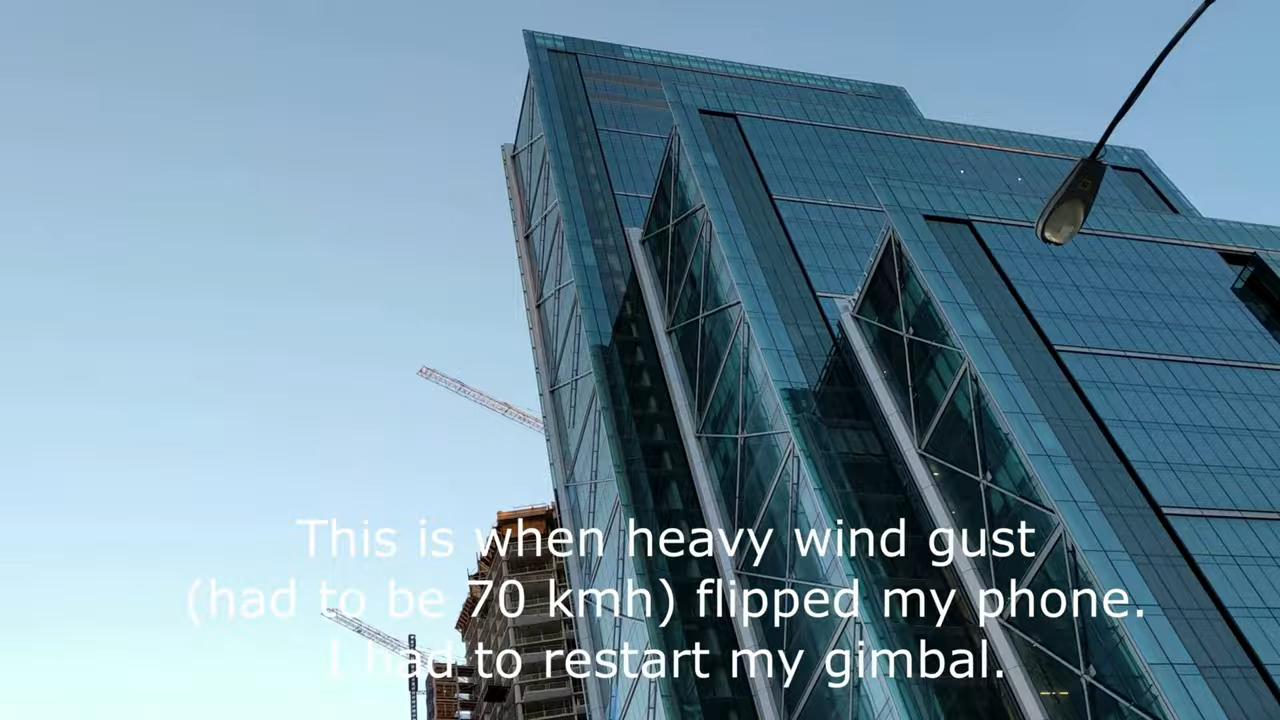 This is when heavy wind gust
(had to be 70 kmh) flipped my phone.
I had to restart my gimbal.